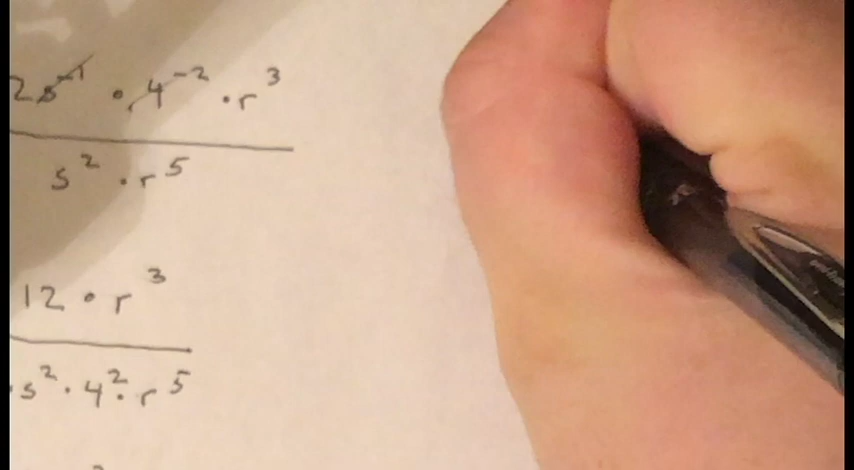 2s⁻¹ · 4⁻² · r³
s² · r⁵
12 · r³
· s² · 4² · r⁵